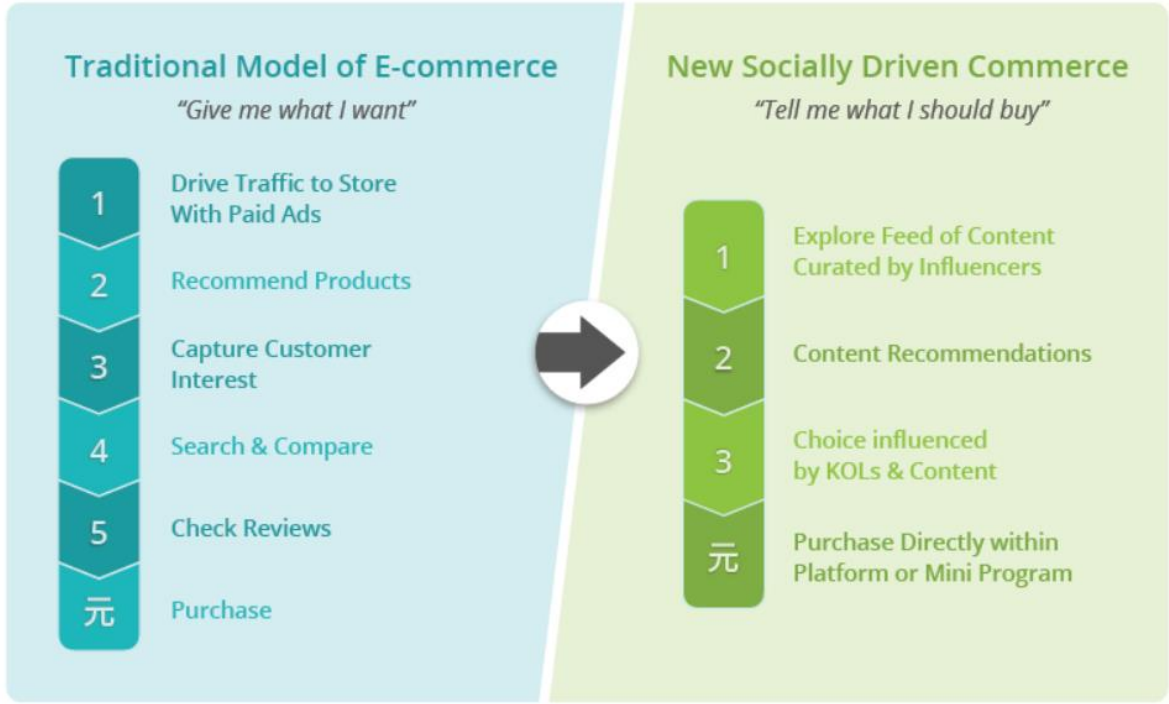 Traditional Model of E-commerce
“Give me what I want”
1
Drive Traffic to Store
With Paid Ads
2
Recommend Products
3
Capture Customer
Interest
4
Search & Compare
5
Check Reviews
元
Purchase
New Socially Driven Commerce
“Tell me what I should buy”
1
Explore Feed of Content
Curated by Influencers
2
Content Recommendations
3
Choice influenced
by KOLs & Content
元
Purchase Directly within
Platform or Mini Program